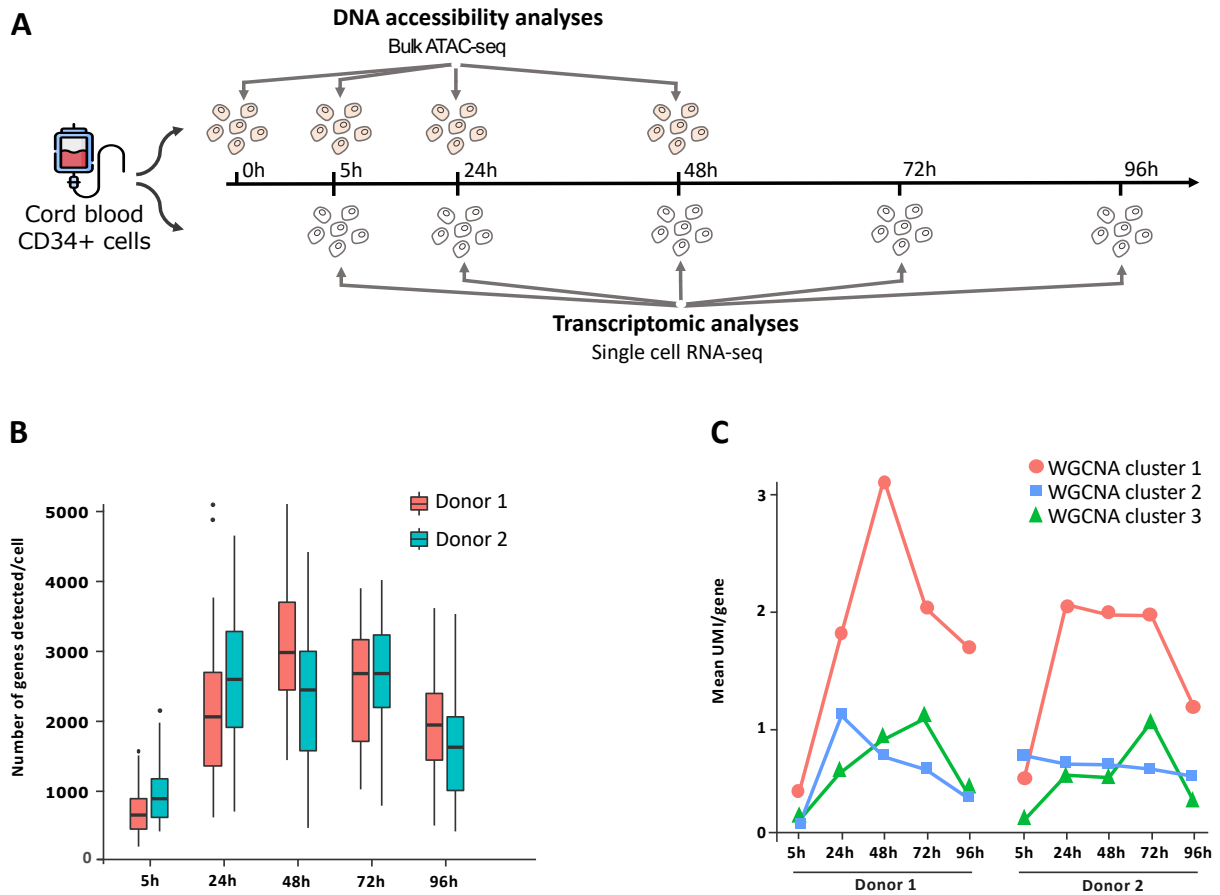 A
DNA accessibility analyses
Bulk ATAC-seq
0h 5h 24h 48h 72h 96h
Cord blood
CD34+ cells
Transcriptomic analyses
Single cell RNA-seq
B
Number of genes detected/cell
5000
4000
3000
2000
1000
0
5h 24h 48h 72h 96h
Donor 1
Donor 2
C
WGCNA cluster 1
WGCNA cluster 2
WGCNA cluster 3
Mean UMI/gene
3
2
1
0
5h 24h 48h 72h 96h 5h 24h 48h 72h 96h
Donor 1 Donor 2